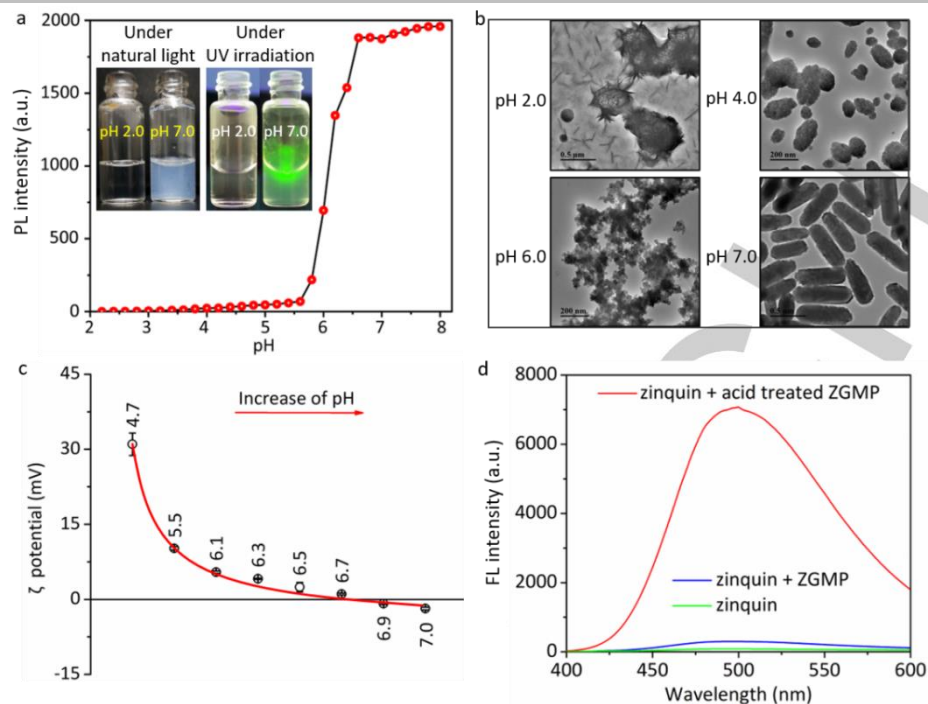 a
2000
1500
1000
500
0
PL intensity (a.u.)
Under
natural light
Under
UV irradiation
pH 2.0
pH 7.0
pH 2.0
pH 7.0
2
3
4
5
6
7
8
pH
b
pH 2.0
0.5 μm
pH 4.0
200 nm
pH 6.0
200 nm
pH 7.0
c
45
30
15
0
-15
ζ potential (mV)
Increase of pH
4.7
5.5
6.1
6.3
6.5
6.7
6.9
7.0
d
8000
6000
4000
2000
0
FL intensity (a.u.)
zinquin + acid treated ZGMP
zinquin + ZGMP
zinquin
400
450
500
550
600
Wavelength (nm)